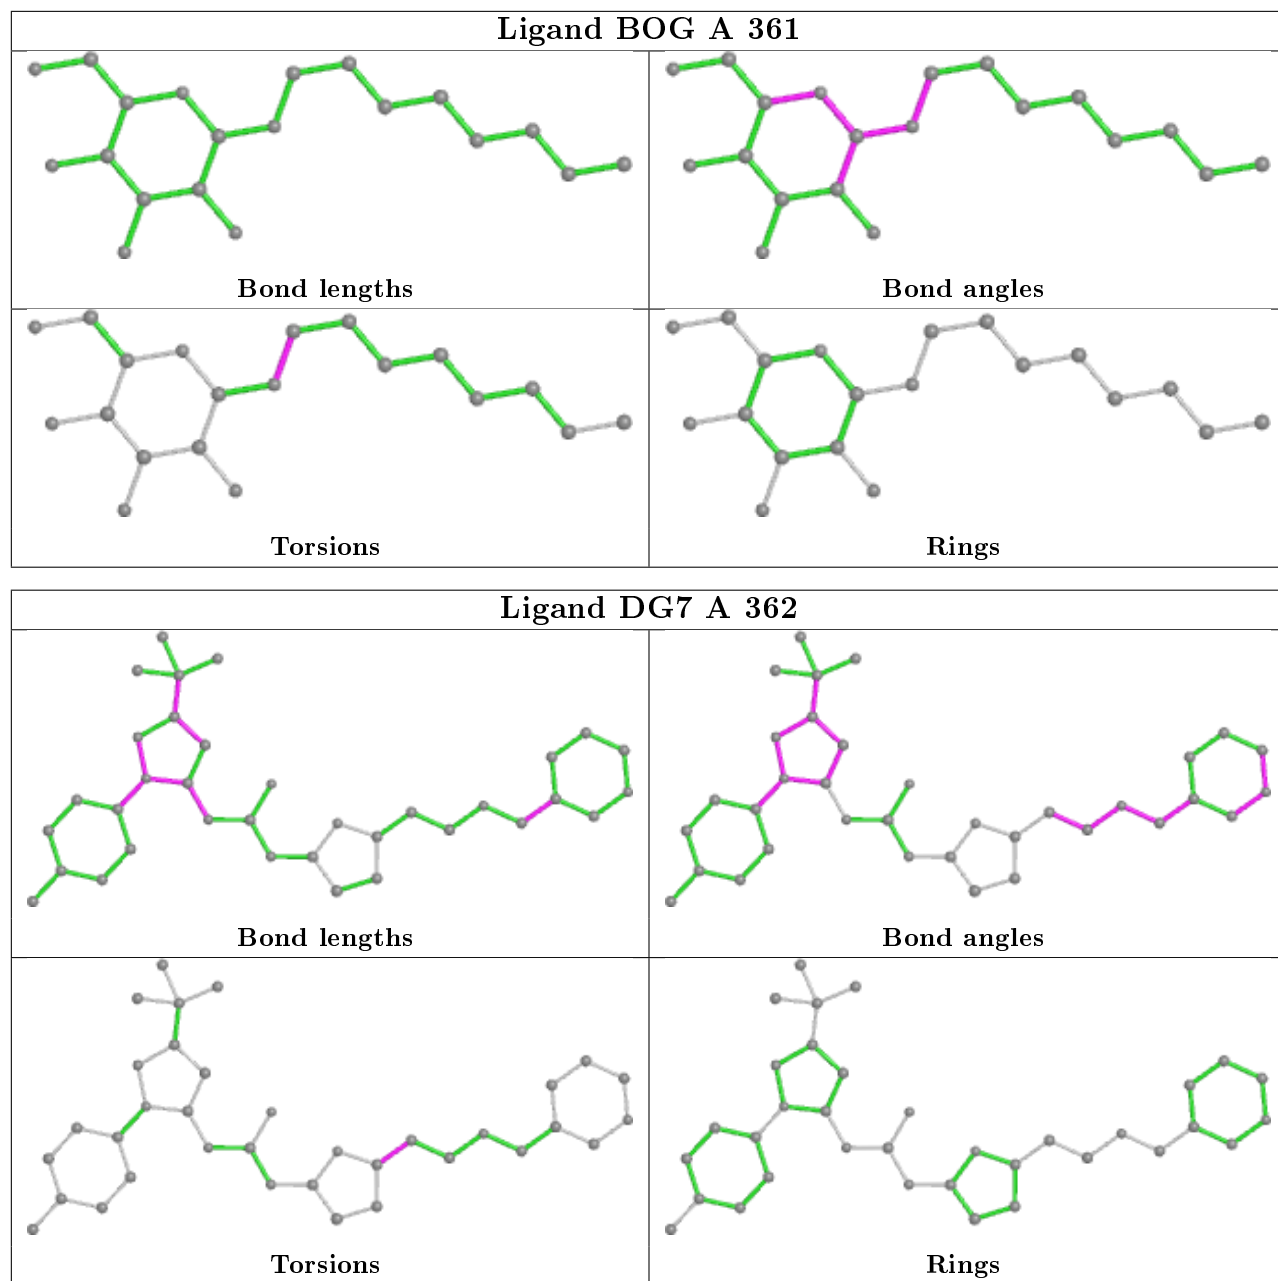 Ligand BOG A 361
Bond lengths
Bond angles
Torsions
Rings
Ligand DG7 A 362
Bond lengths
Bond angles
Torsions
Rings